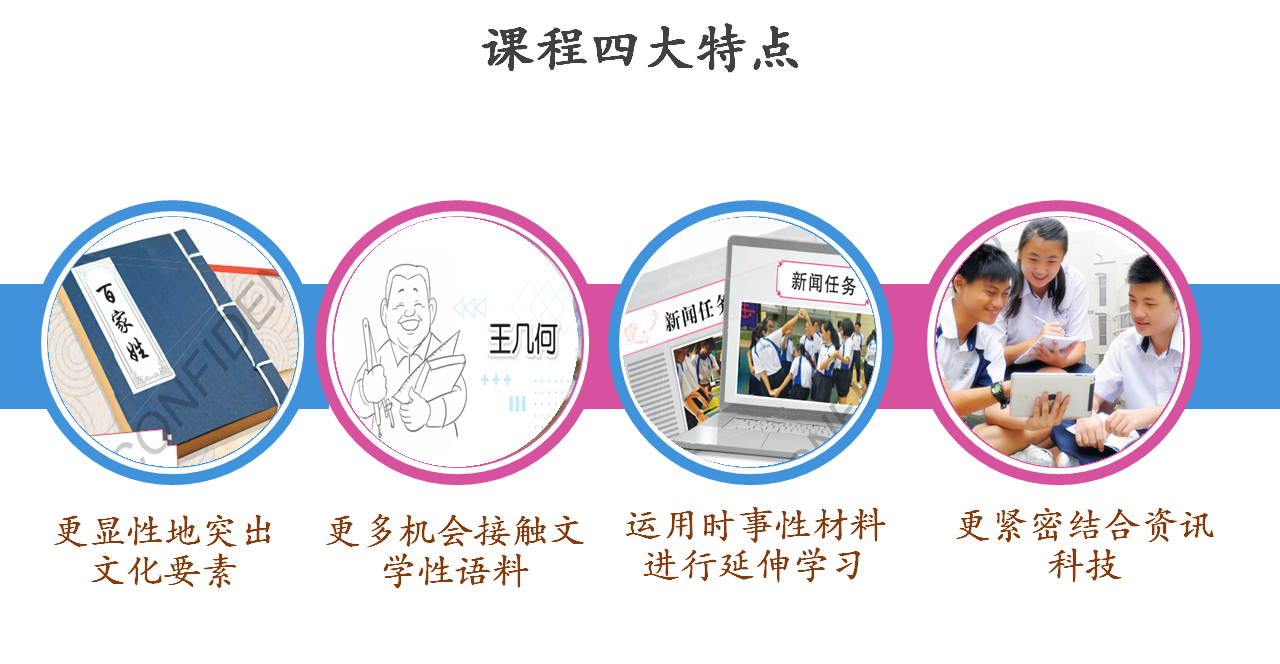 课程四大特点
百家姓
CONFIDEN
王几何
新闻任务
新闻任务
更显性地突出
文化要素
更多机会接触文
学性语料
运用时事性材料
进行延伸学习
更紧密结合资讯
科技